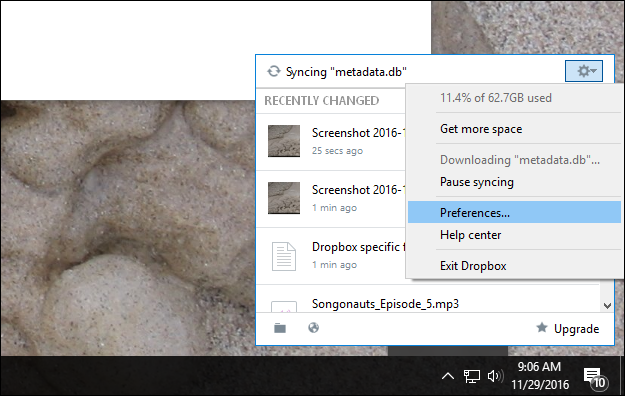 Syncing "metadata.db"
11.4% of 62.7GB used
Get more space
Downloading "metadata.db"...
Pause syncing
Preferences...
Help center
Exit Dropbox
RECENTLY CHANGED
Screenshot 2016-1
25 secs ago
Screenshot 2016-1
1 min ago
Dropbox specific f
1 min ago
Songonauts_Episode_5.mp3
Upgrade
9:06 AM
11/29/2016
10